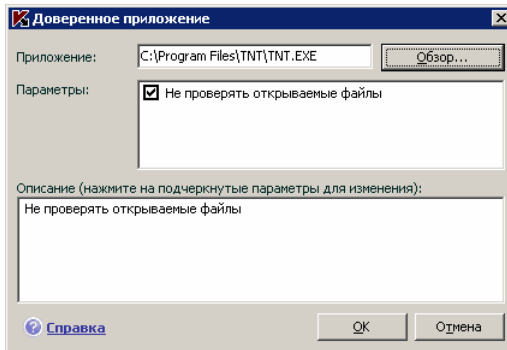 Доверенное приложение
Приложение:
C:\Program Files\TNT\TNT.EXE
Обзор...
Параметры:
Не проверять открываемые файлы
Описание (нажмите на подчеркнутые параметры для изменения):
Не проверять открываемые файлы
Справка
OK
Отмена